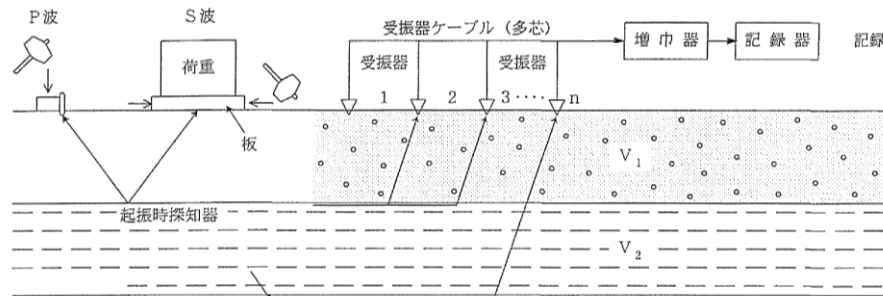 P波
S波
受振器ケーブル (多芯)
増巾器
記録器
記録
荷重
受振器
受振器
1 2 3‥‥ n
板
V₁
起振時探知器
V₂